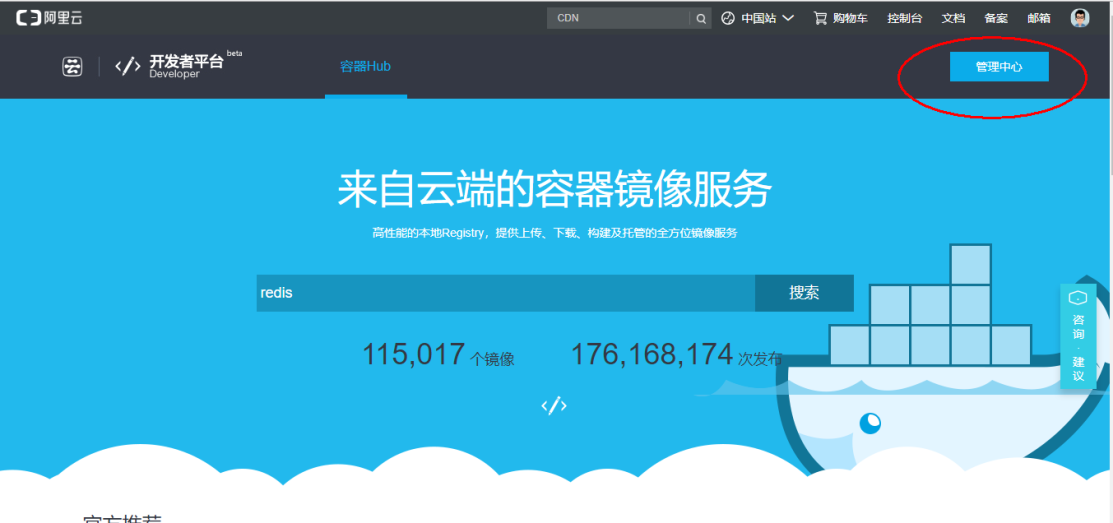 阿里云
CDN
中国站
购物车
控制台
文档
备案
邮箱
开发者平台 beta
Developer
容器Hub
管理中心
来自云端的容器镜像服务
高性能的本地Registry，提供上传、下载、构建及托管的全方位镜像服务
redis
搜索
115,017 个镜像
176,168,174 次发布
咨询·建议
官方推荐